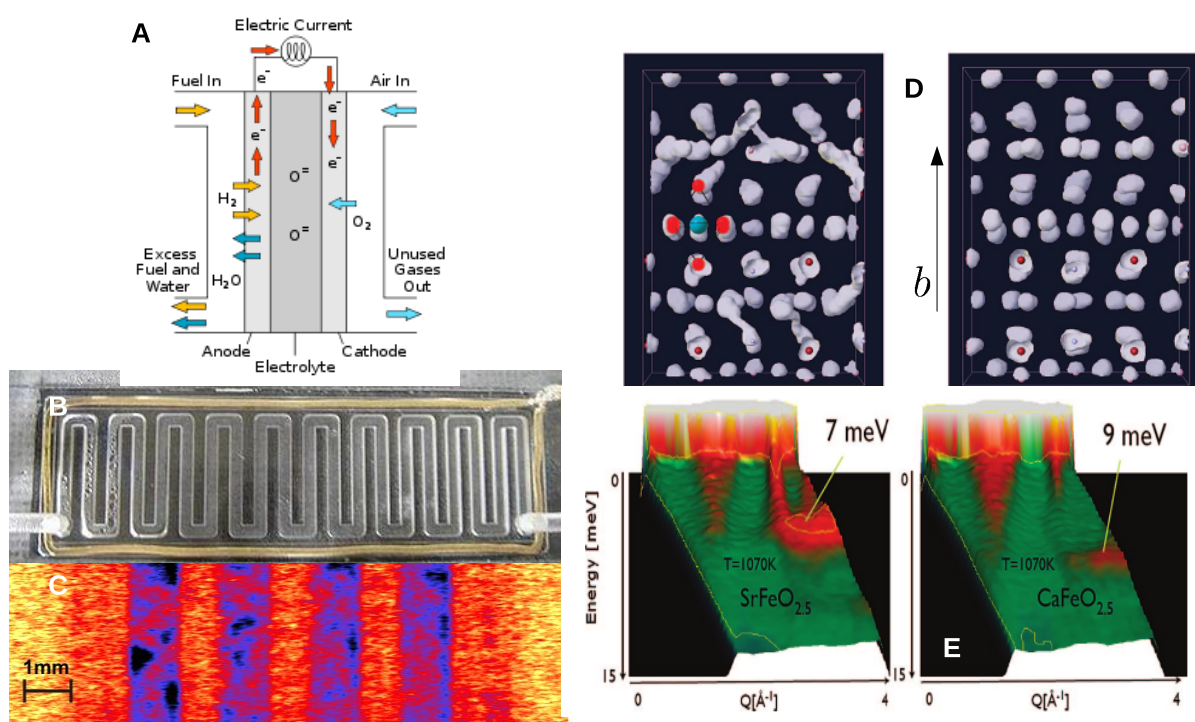 A
Electric Current
e-
Fuel In
Air In
e-
e-
e-
O=
H2
O2
O=
Excess
Fuel and
Water
H2O
Unused
Gases
Out
Anode
Cathode
Electrolyte
B
C
1mm
D
b
7 meV
9 meV
0
0
Energy [meV]
T=1070K
T=1070K
SrFeO2.5
CaFeO2.5
E
15
15
0
Q[Å-1]
4
0
Q[Å-1]
4